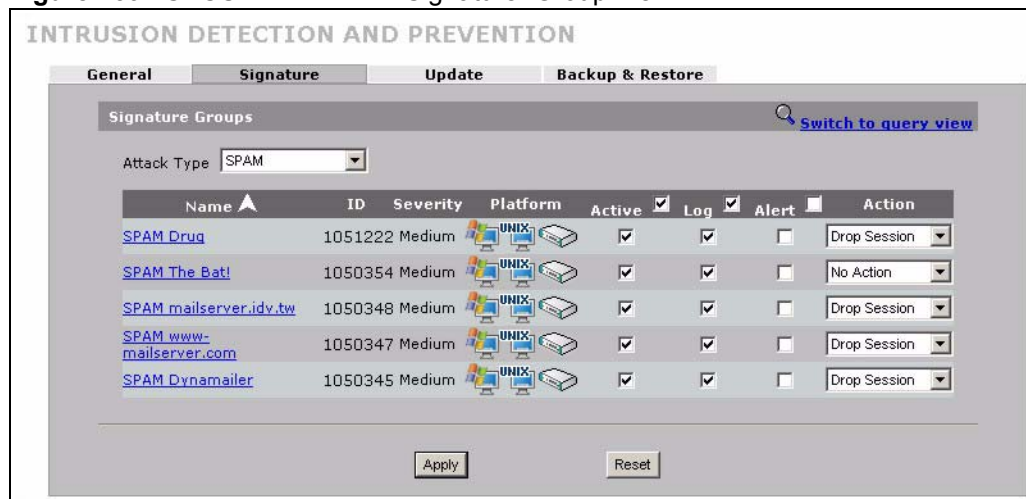 INTRUSION DETECTION AND PREVENTION
General Signature Update Backup & Restore
Signature Groups Switch to query view
Attack Type SPAM
Name ID Severity Platform Active Log Alert Action
SPAM Drug 1051222 Medium UNIX Drop Session
SPAM The Bat! 1050354 Medium UNIX No Action
SPAM mailserver.idv.tw 1050348 Medium UNIX Drop Session
SPAM www-
mailserver.com 1050347 Medium UNIX Drop Session
SPAM Dynamailer 1050345 Medium UNIX Drop Session
Apply Reset